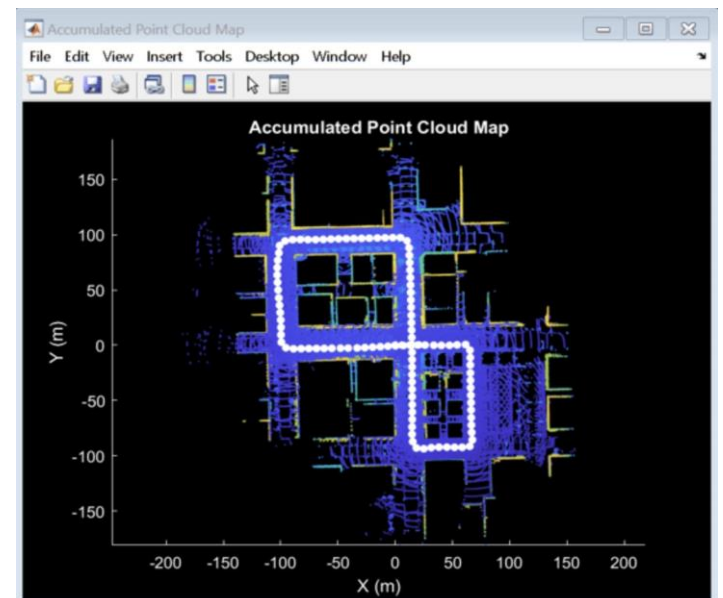 Accumulated Point Cloud Map
File Edit View Insert Tools Desktop Window Help
Accumulated Point Cloud Map
150
100
50
0
-50
-100
-150
Y (m)
-200 -150 -100 -50 0 50 100 150 200
X (m)